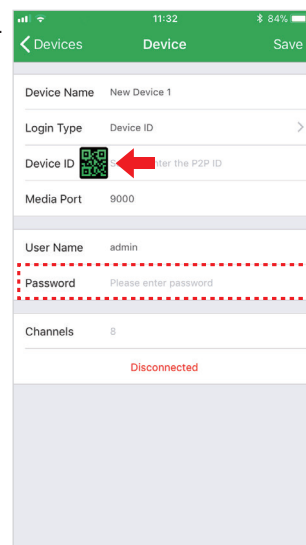 11:32
84%
Devices
Device
Save
Device Name New Device 1
Login Type Device ID
Device ID enter the P2P ID
Media Port 9000
User Name admin
Password Please enter password
Channels 8
Disconnected